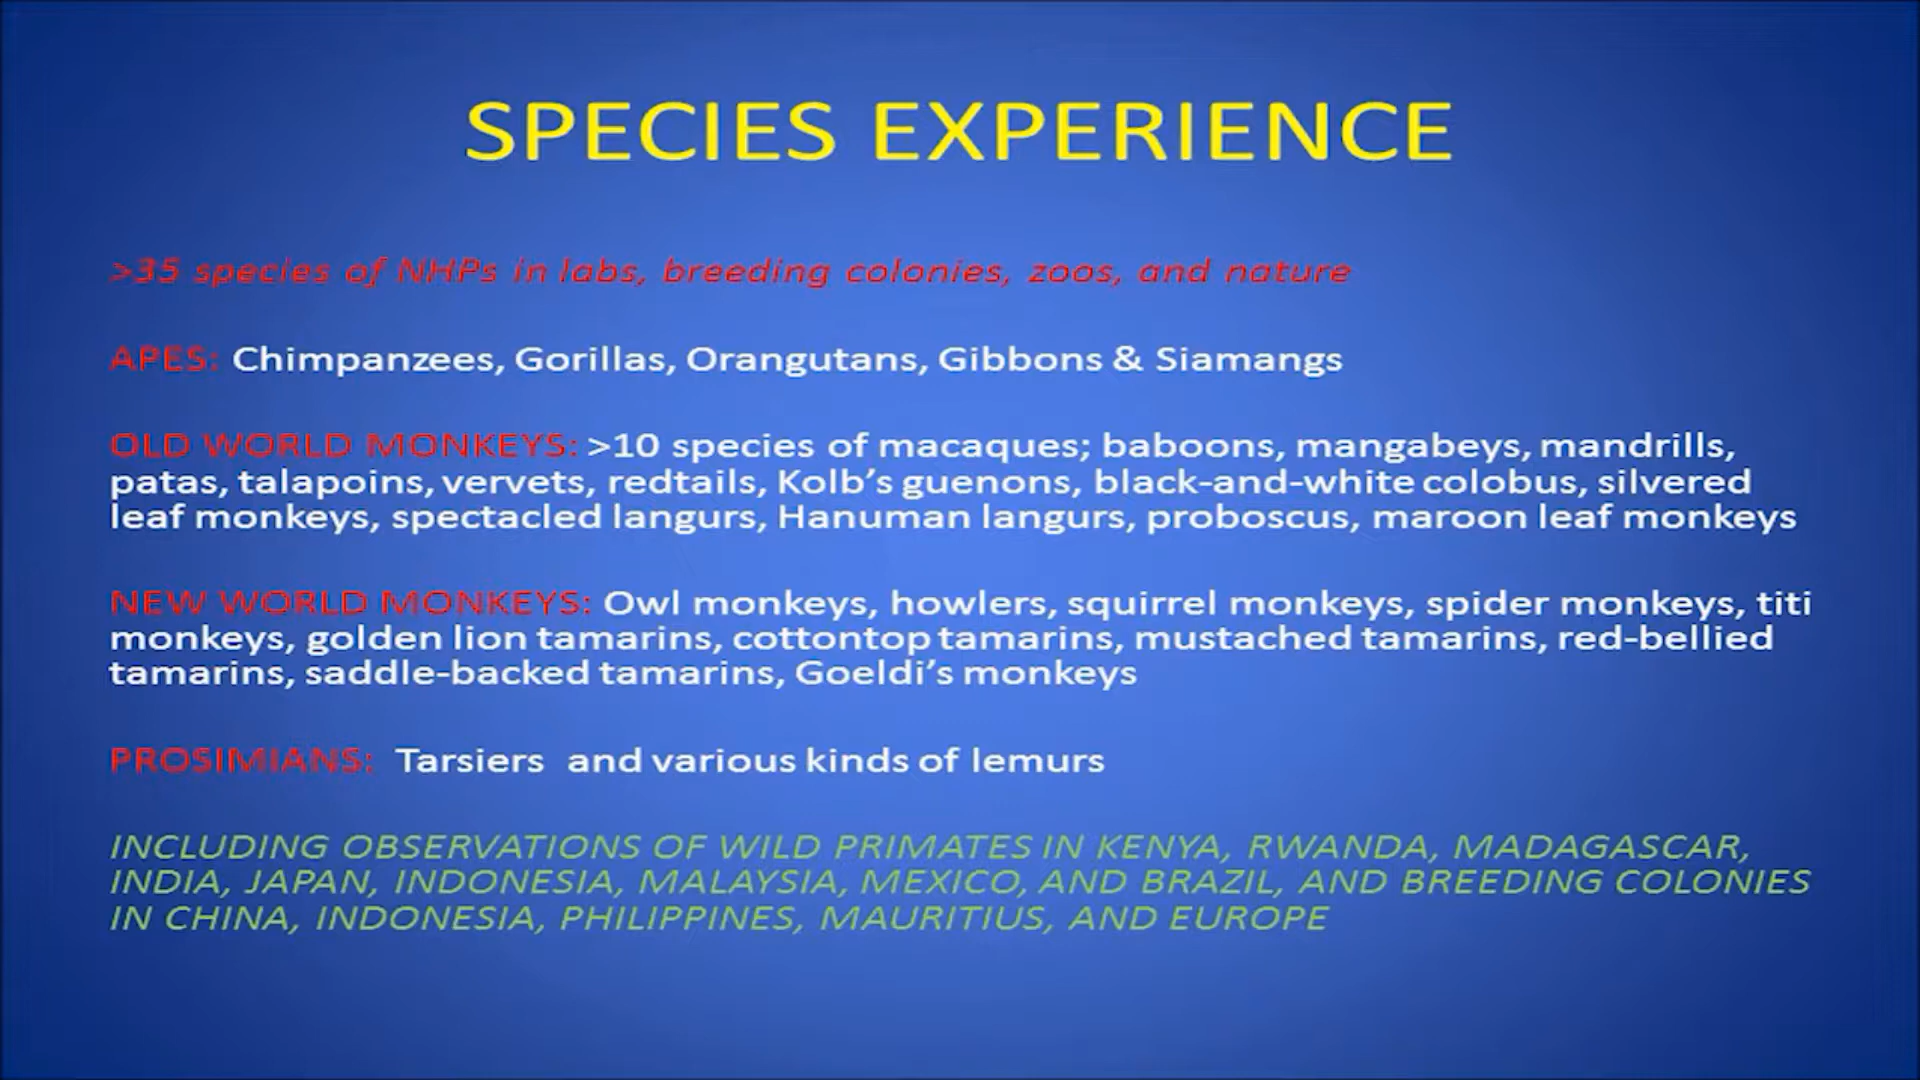 SPECIES EXPERIENCE
>35 species of NHPs in labs, breeding colonies, zoos, and nature
APES: Chimpanzees, Gorillas, Orangutans, Gibbons & Siamangs
OLD WORLD MONKEYS: >10 species of macaques; baboons, mangabeys, mandrills,
patas, talapoins, vervets, redtails, Kolb's guenons, black-and-white colobus, silvered
leaf monkeys, spectacled langurs, Hanuman langurs, proboscus, maroon leaf monkeys
NEW WORLD MONKEYS: Owl monkeys, howlers, squirrel monkeys, spider monkeys, titi
monkeys, golden lion tamarins, cottontop tamarins, mustached tamarins, red-bellied
tamarins, saddle-backed tamarins, Goeldi's monkeys
PROSIMIANS: Tarsiers and various kinds of lemurs
INCLUDING OBSERVATIONS OF WILD PRIMATES IN KENYA, RWANDA, MADAGASCAR,
INDIA, JAPAN, INDONESIA, MALAYSIA, MEXICO, AND BRAZIL, AND BREEDING COLONIES
IN CHINA, INDONESIA, PHILIPPINES, MAURITIUS, AND EUROPE